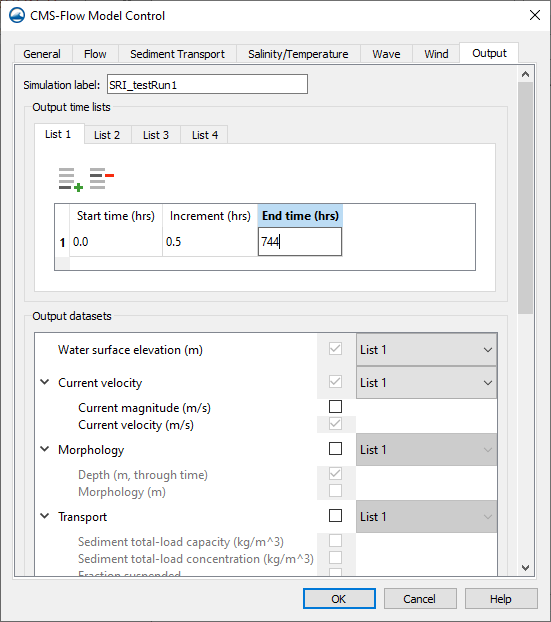 CMS-Flow Model Control
General Flow Sediment Transport Salinity/Temperature Wave Wind Output
Simulation label: SRI_testRun1
Output time lists
List 1 List 2 List 3 List 4
Start time (hrs) Increment (hrs) End time (hrs)
1 0.0 0.5 744
Output datasets
Water surface elevation (m) List 1
Current velocity List 1
Current magnitude (m/s)
Current velocity (m/s)
Morphology List 1
Depth (m, through time)
Morphology (m)
Transport List 1
Sediment total-load capacity (kg/m^3)
Sediment total-load concentration (kg/m^3)
Fraction suspended
OK Cancel Help